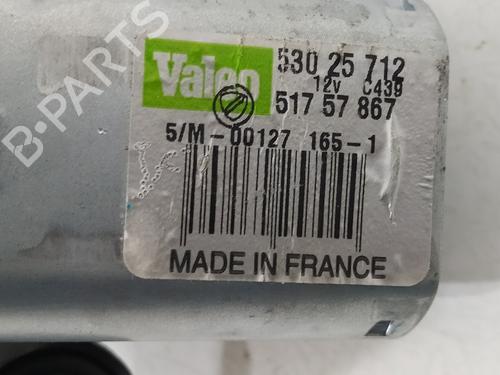 B-PARTS
Valeo
530 25 712
12v C439
517 57 867
5/M-00127 165-1
MADE IN FRANCE